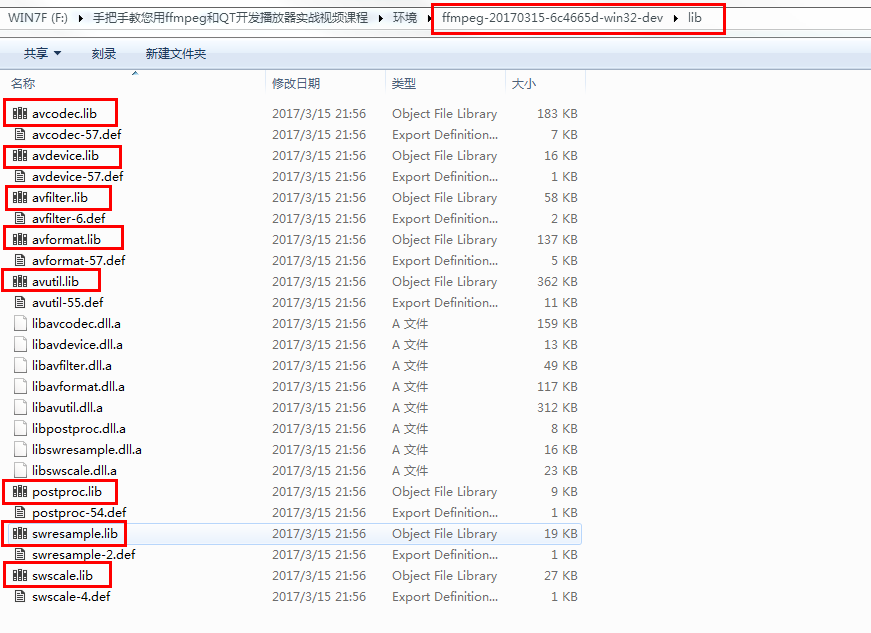 WIN7F (F:) ▸ 手把手教您用ffmpeg和QT开发播放器实战视频课程 ▸ 环境 ▸ ffmpeg-20170315-6c4665d-win32-dev ▸ lib
共享 刻录 新建文件夹
名称 修改日期 类型 大小
avcodec.lib 2017/3/15 21:56 Object File Library 183 KB
avcodec-57.def 2017/3/15 21:56 Export Definition... 7 KB
avdevice.lib 2017/3/15 21:56 Object File Library 16 KB
avdevice-57.def 2017/3/15 21:56 Export Definition... 1 KB
avfilter.lib 2017/3/15 21:56 Object File Library 58 KB
avfilter-6.def 2017/3/15 21:56 Export Definition... 2 KB
avformat.lib 2017/3/15 21:56 Object File Library 137 KB
avformat-57.def 2017/3/15 21:56 Export Definition... 5 KB
avutil.lib 2017/3/15 21:56 Object File Library 362 KB
avutil-55.def 2017/3/15 21:56 Export Definition... 11 KB
libavcodec.dll.a 2017/3/15 21:56 A 文件 159 KB
libavdevice.dll.a 2017/3/15 21:56 A 文件 13 KB
libavfilter.dll.a 2017/3/15 21:56 A 文件 49 KB
libavformat.dll.a 2017/3/15 21:56 A 文件 117 KB
libavutil.dll.a 2017/3/15 21:56 A 文件 312 KB
libpostproc.dll.a 2017/3/15 21:56 A 文件 8 KB
libswresample.dll.a 2017/3/15 21:56 A 文件 16 KB
libswscale.dll.a 2017/3/15 21:56 A 文件 23 KB
postproc.lib 2017/3/15 21:56 Object File Library 9 KB
postproc-54.def 2017/3/15 21:56 Export Definition... 1 KB
swresample.lib 2017/3/15 21:56 Object File Library 19 KB
swresample-2.def 2017/3/15 21:56 Export Definition... 1 KB
swscale.lib 2017/3/15 21:56 Object File Library 27 KB
swscale-4.def 2017/3/15 21:56 Export Definition... 1 KB